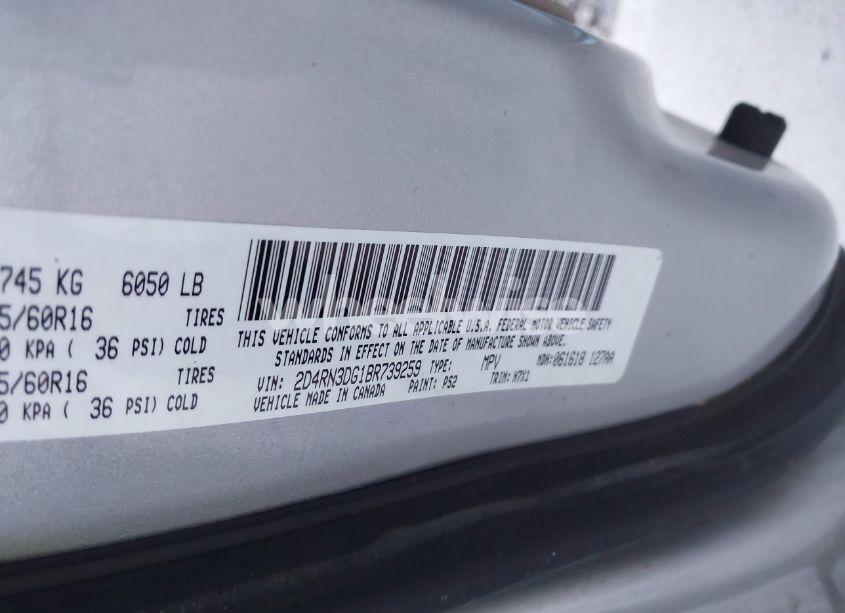 745 KG 6050 LB
5/60R16 TIRES
0 KPA ( 36 PSI) COLD
5/60R16 TIRES
0 KPA ( 36 PSI) COLD
THIS VEHICLE CONFORMS TO ALL APPLICABLE U.S.A. FEDERAL MOTOR VEHICLE SAFETY
STANDARDS IN EFFECT ON THE DATE OF MANUFACTURE SHOWN ABOVE.
VIN: 2D4RN3DG1BR739259 TYPE: MPV MDH: 061618 127AA
VEHICLE MADE IN CANADA PAINT: PS2 TRIM: H7X1